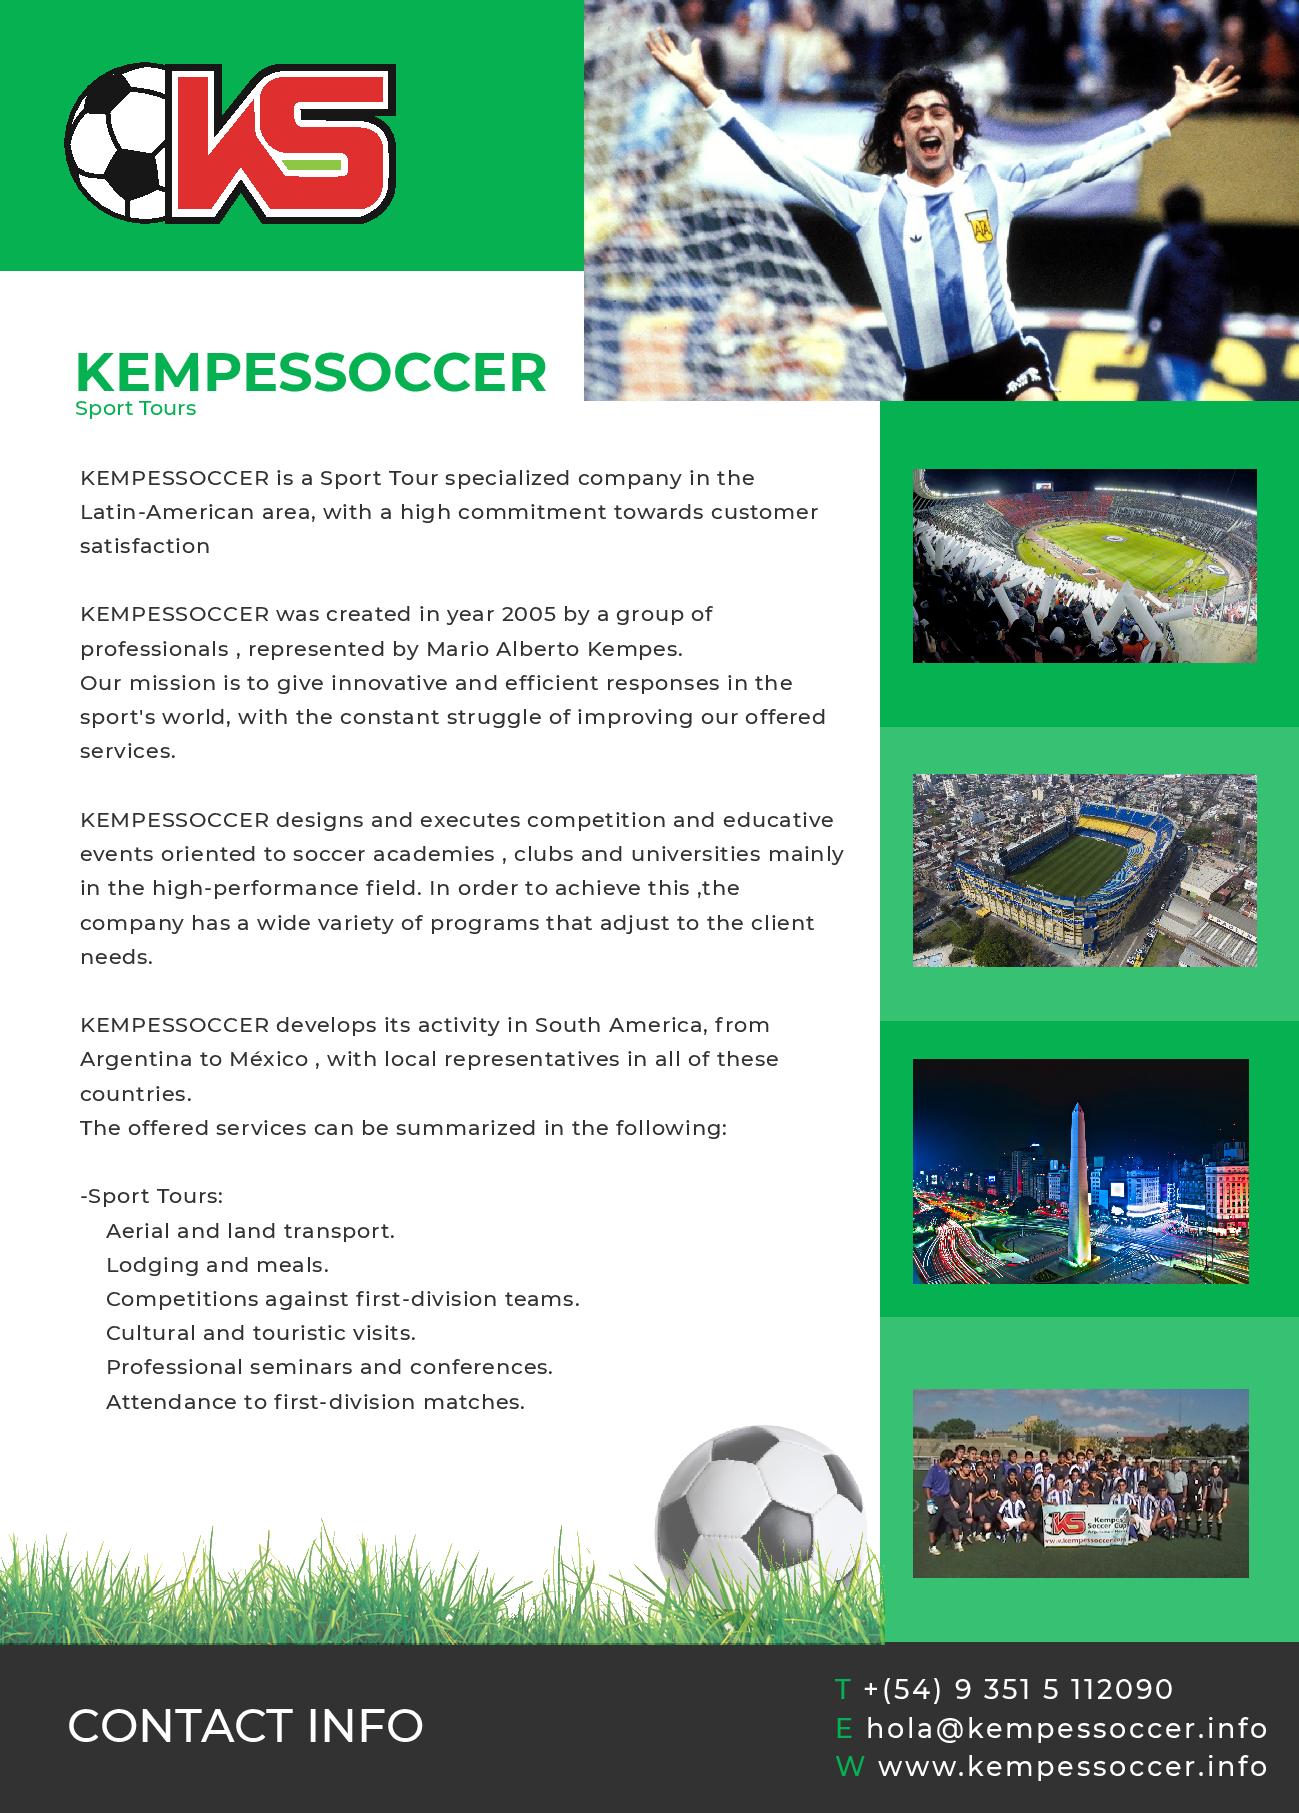 KS
KEMPESSOCCER
Sport Tours
KEMPESSOCCER is a Sport Tour specialized company in the
Latin-American area, with a high commitment towards customer
satisfaction
KEMPESSOCCER was created in year 2005 by a group of
professionals , represented by Mario Alberto Kempes.
Our mission is to give innovative and efficient responses in the
sport's world, with the constant struggle of improving our offered
services.
KEMPESSOCCER designs and executes competition and educative
events oriented to soccer academies , clubs and universities mainly
in the high-performance field. In order to achieve this ,the
company has a wide variety of programs that adjust to the client
needs.
KEMPESSOCCER develops its activity in South America, from
Argentina to México , with local representatives in all of these
countries.
The offered services can be summarized in the following:
-Sport Tours:
Aerial and land transport.
Lodging and meals.
Competitions against first-division teams.
Cultural and touristic visits.
Professional seminars and conferences.
Attendance to first-division matches.
KS
Kempes
Soccer Cup
www.kempessoccer.com
CONTACT INFO
T +(54) 9 351 5 112090
E hola@kempessoccer.info
W www.kempessoccer.info